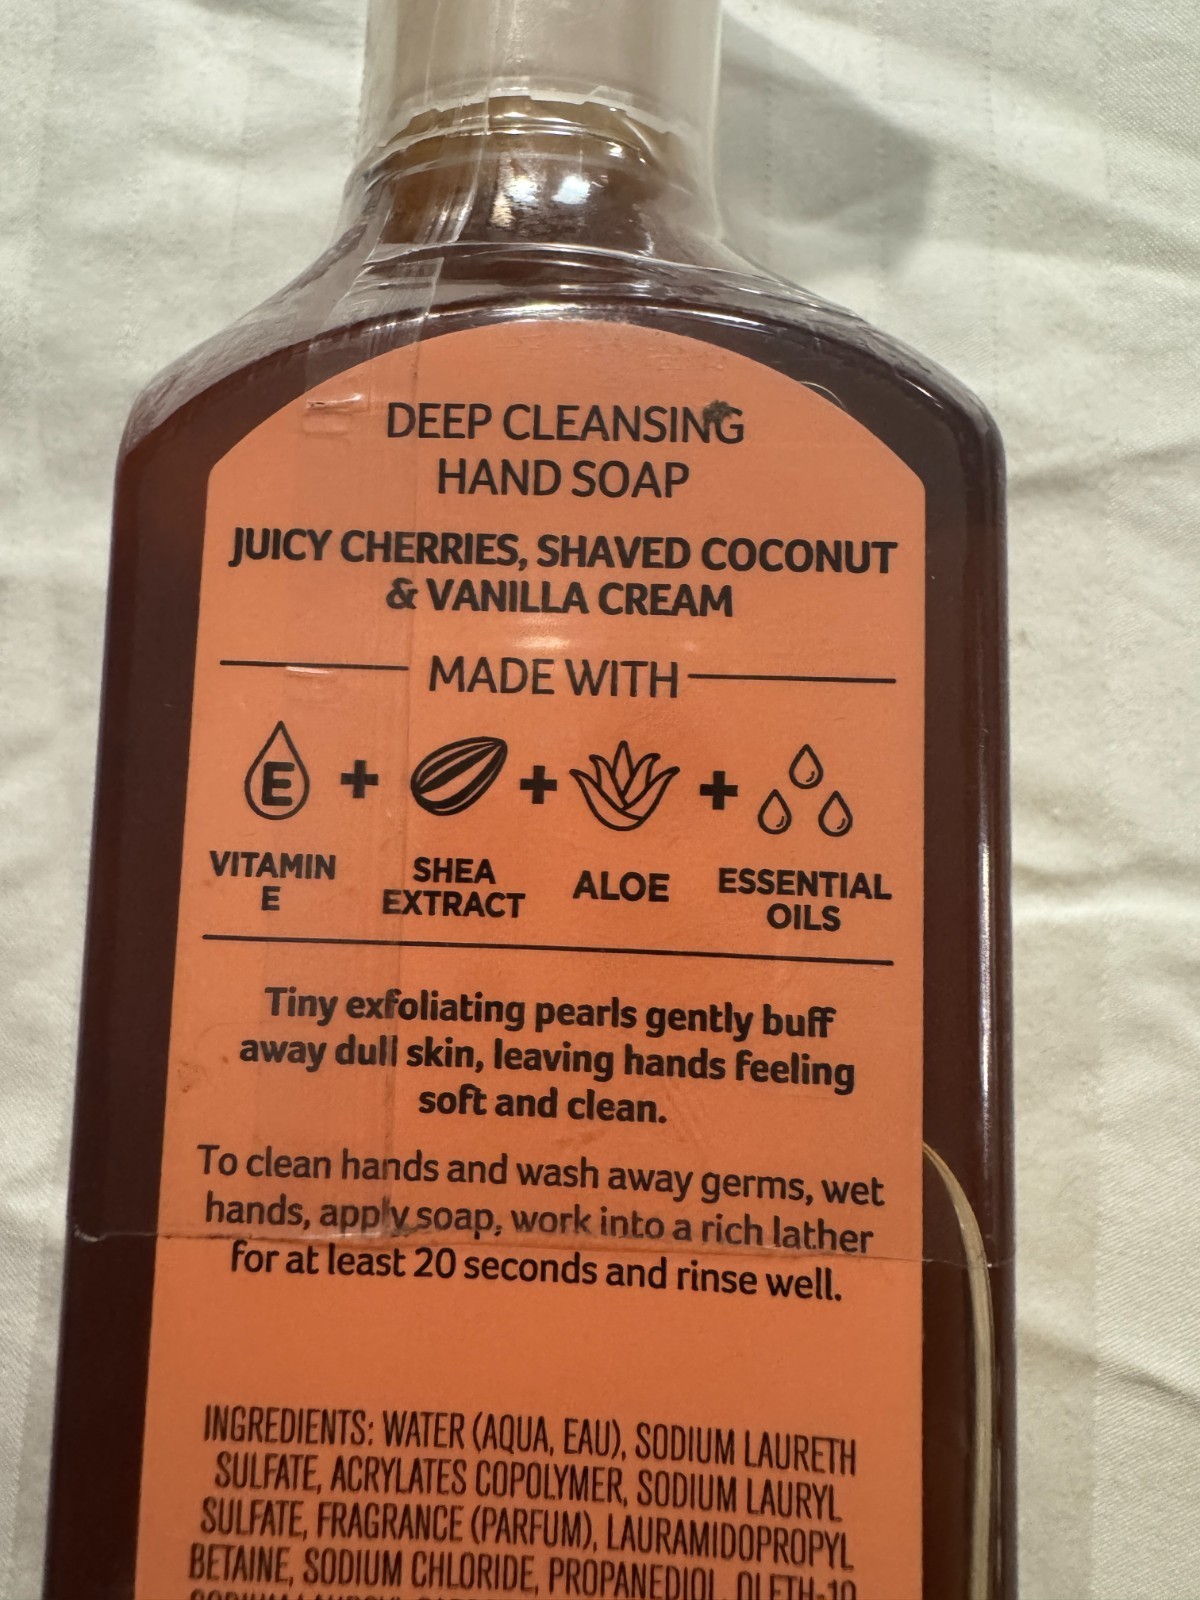 DEEP CLEANSING
HAND SOAP
JUICY CHERRIES, SHAVED COCONUT
& VANILLA CREAM
MADE WITH
E + + +
VITAMIN
E
SHEA
EXTRACT
ALOE
ESSENTIAL
OILS
Tiny exfoliating pearls gently buff
away dull skin, leaving hands feeling
soft and clean.
To clean hands and wash away germs, wet
hands, apply soap, work into a rich lather
for at least 20 seconds and rinse well.
INGREDIENTS: WATER (AQUA, EAU), SODIUM LAURETH
SULFATE, ACRYLATES COPOLYMER, SODIUM LAURYL
SULFATE, FRAGRANCE (PARFUM), LAURAMIDOPROPYL
BETAINE, SODIUM CHLORIDE, PROPANEDIOL, OLETH-10